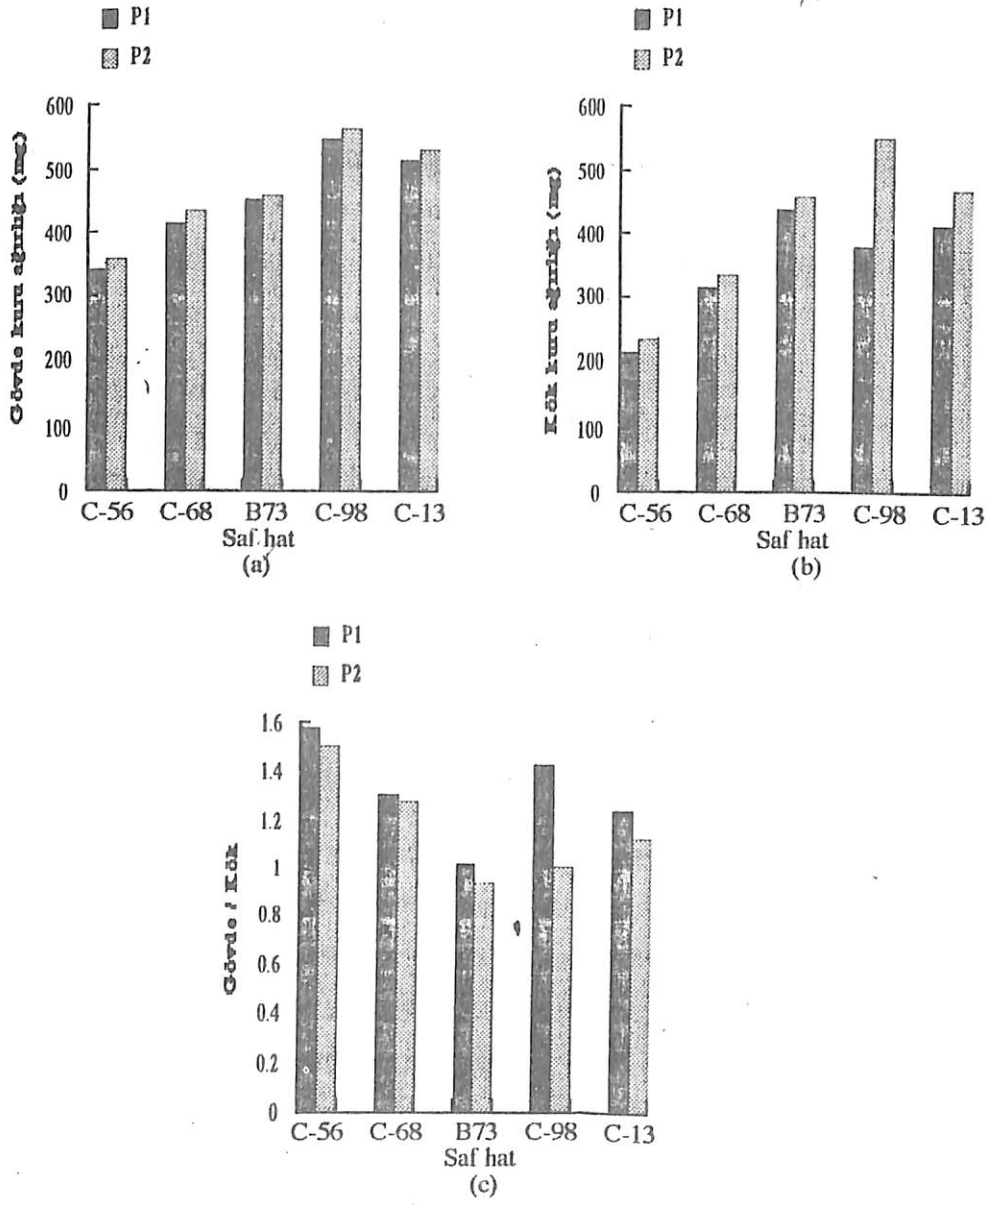 P1
P2
Gövde kuru ağırlığı (mg)
600
500
400
300
200
100
0
C-56 C-68 B73 C-98 C-13
Saf hat
(a)
P1
P2
Kök kuru ağırlığı (mg)
600
500
400
300
200
100
0
C-56 C-68 B73 C-98 C-13
Saf hat
(b)
P1
P2
Gövde / Kök
1.6
1.4
1.2
1
0.8
0.6
0.4
0.2
0
C-56 C-68 B73 C-98 C-13
Saf hat
(c)